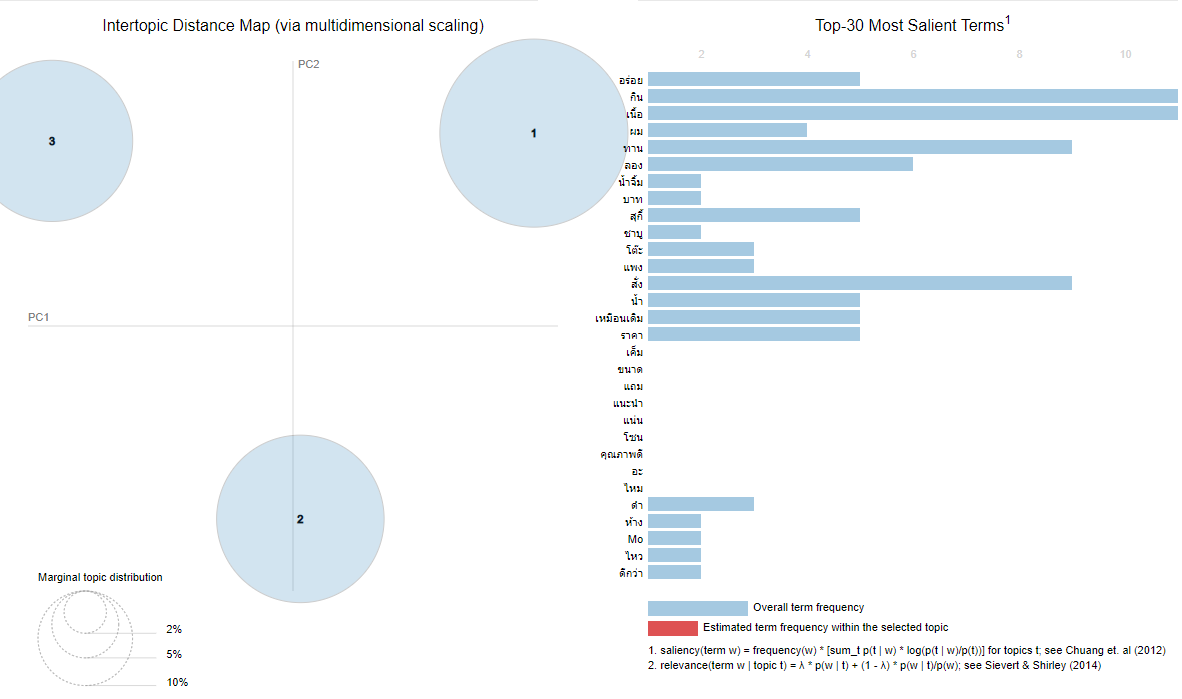 Intertopic Distance Map (via multidimensional scaling)
PC2
PC1
3
1
2
Marginal topic distribution
2%
5%
10%
Top-30 Most Salient Terms1
2 4 6 8 10
อร่อย
กิน
เนื้อ
ผม
ทาน
ลอง
น้ำจิ้ม
บาท
สุกี้
ชาบู
โต๊ะ
แพง
สั่ง
น้ำ
เหมือนเดิม
ราคา
เค็ม
ขนาด
แถม
แนะนำ
แน่น
โซน
คุณภาพดี
อะ
ไหม
ดำ
ห้าง
Mo
ไหว
ดีกว่า
Overall term frequency
Estimated term frequency within the selected topic
1. saliency(term w) = frequency(w) * [sum_t p(t | w) * log(p(t | w)/p(t))] for topics t; see Chuang et. al (2012)
2. relevance(term w | topic t) = λ * p(w | t) + (1 - λ) * p(w | t)/p(w); see Sievert & Shirley (2014)